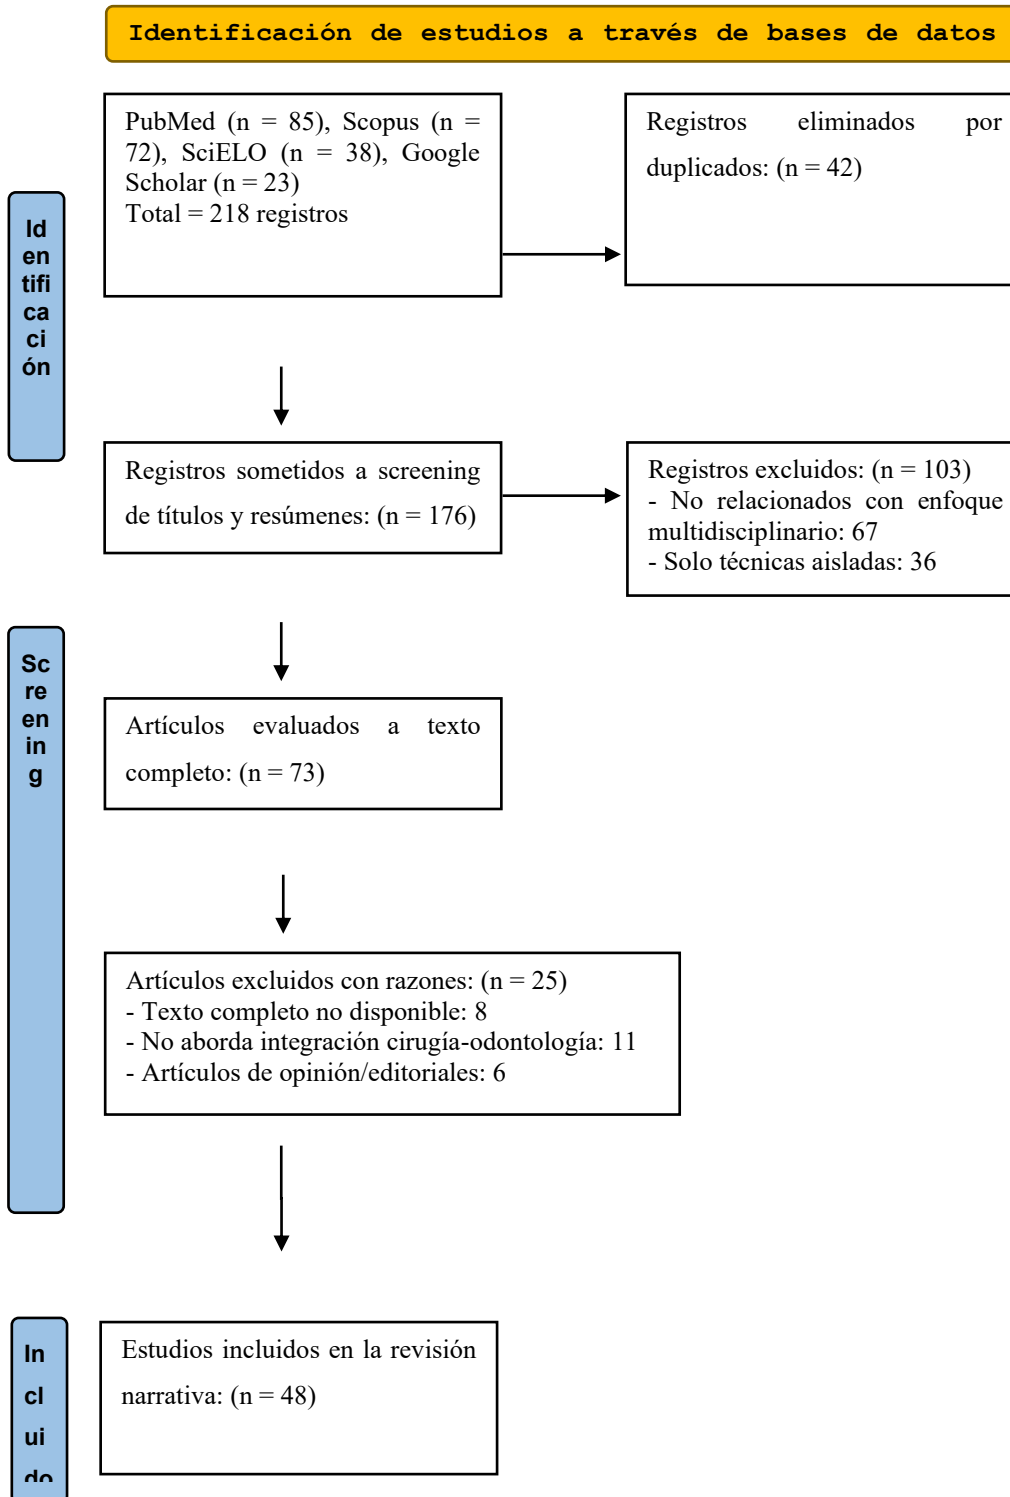 Identificación de estudios a través de bases de datos
PubMed (n = 85), Scopus (n =
72), SciELO (n = 38), Google
Scholar (n = 23)
Total = 218 registros
Registros eliminados por
duplicados: (n = 42)
Id
en
tifi
ca
ci
ón
Registros sometidos a screening
de títulos y resúmenes: (n = 176)
Registros excluidos: (n = 103)
- No relacionados con enfoque
multidisciplinario: 67
- Solo técnicas aisladas: 36
Sc
re
en
in
g
Artículos evaluados a texto
completo: (n = 73)
Artículos excluidos con razones: (n = 25)
- Texto completo no disponible: 8
- No aborda integración cirugía-odontología: 11
- Artículos de opinión/editoriales: 6
In
cl
ui
do
Estudios incluidos en la revisión
narrativa: (n = 48)